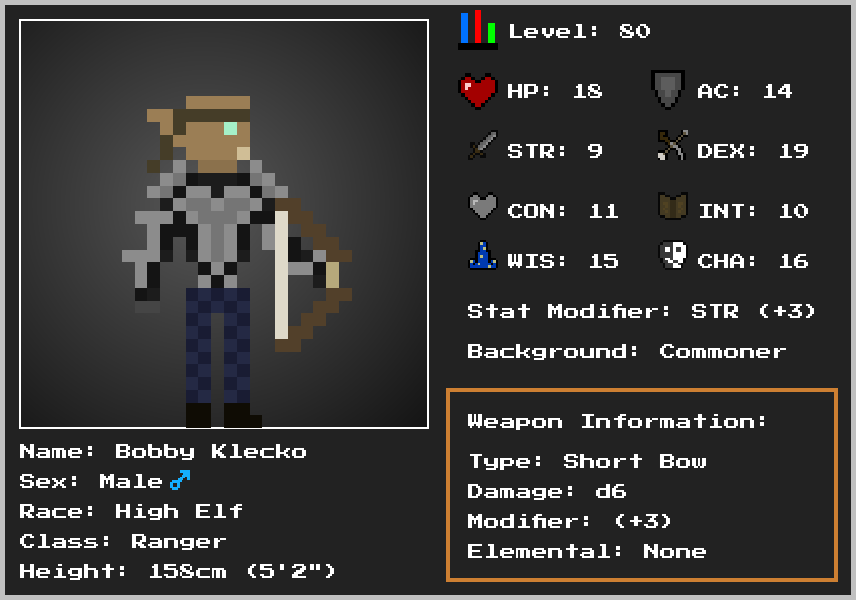 Level: 80
HP: 18
AC: 14
STR: 9
DEX: 19
CON: 11
INT: 10
WIS: 15
CHA: 16
Stat Modifier: STR (+3)
Background: Commoner
Weapon Information:
Type: Short Bow
Damage: d6
Modifier: (+3)
Elemental: None
Name: Bobby Klecko
Sex: Male♂
Race: High Elf
Class: Ranger
Height: 158cm (5'2")